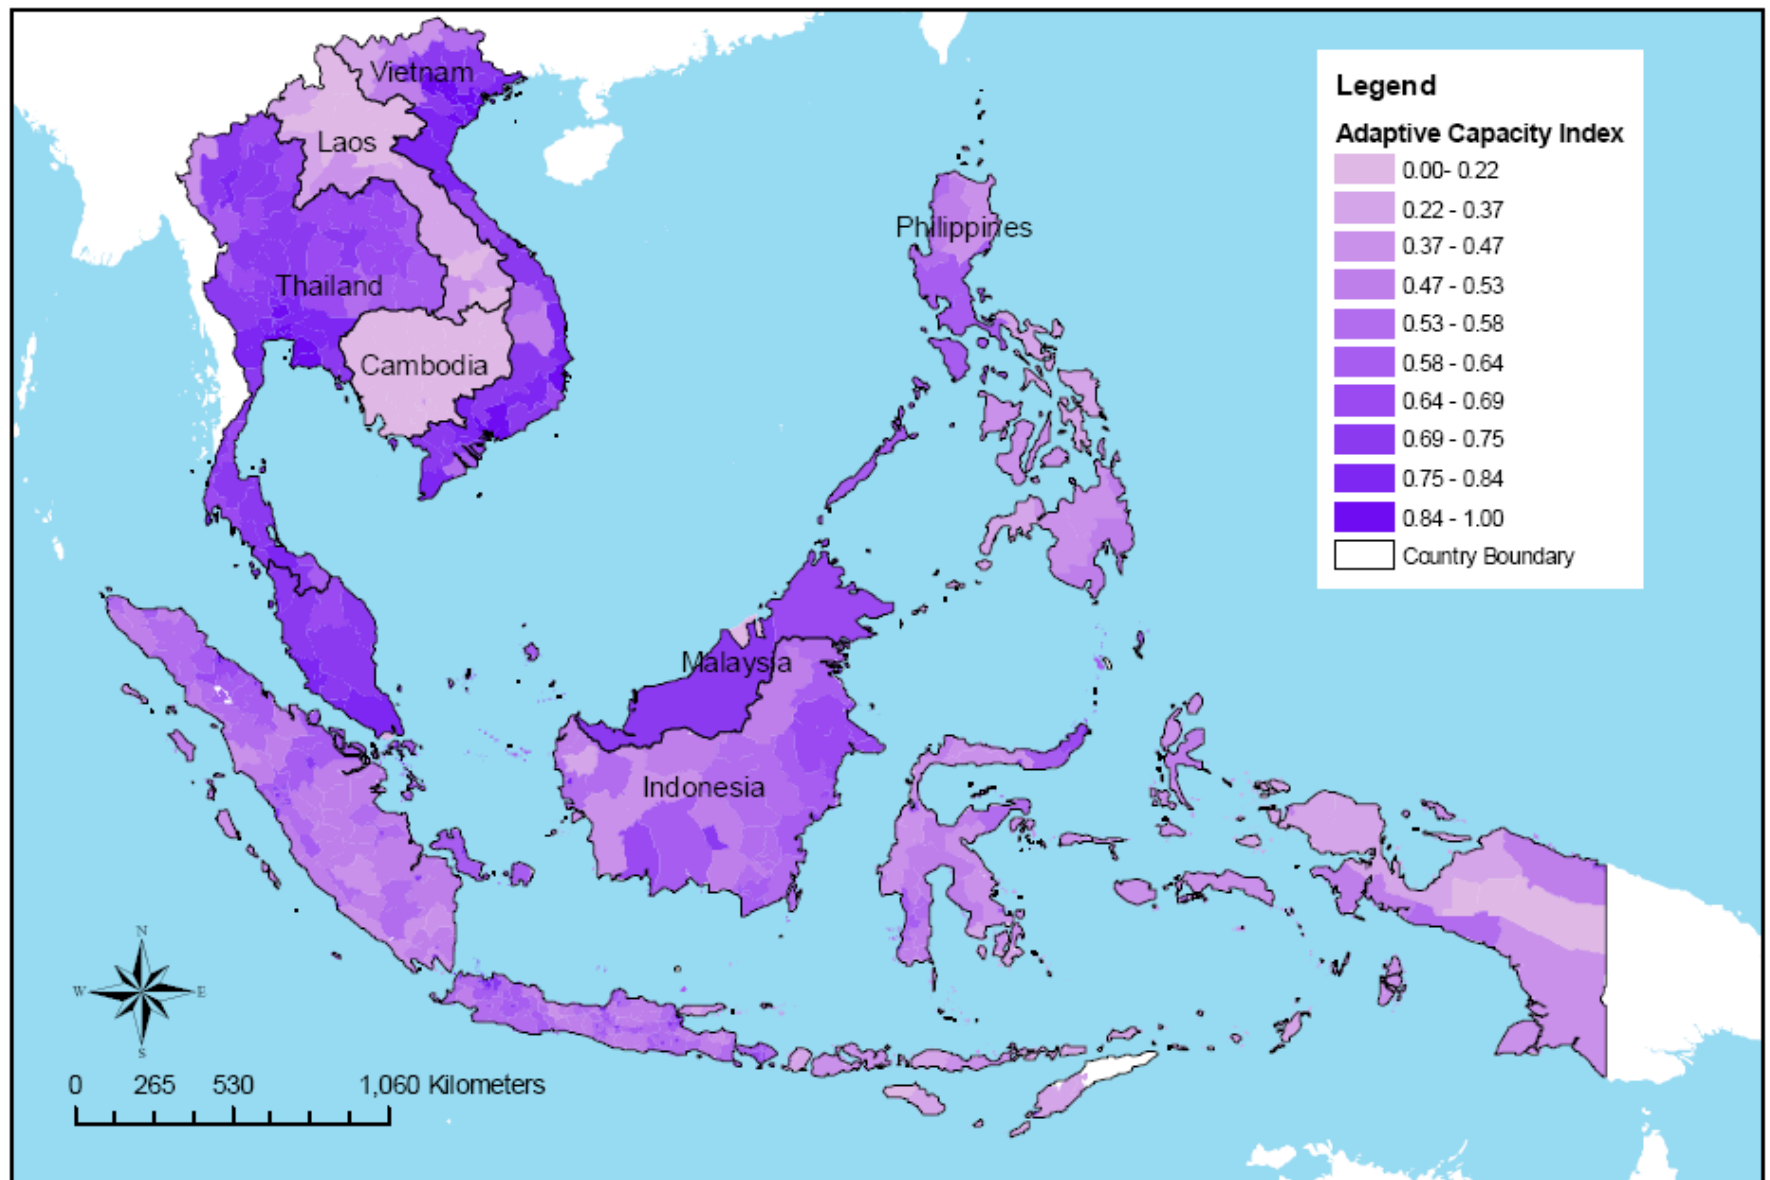 Vietnam
Laos
Thailand
Cambodia
Philippines
Malaysia
Indonesia
Legend
Adaptive Capacity Index
0.00- 0.22
0.22 - 0.37
0.37 - 0.47
0.47 - 0.53
0.53 - 0.58
0.58 - 0.64
0.64 - 0.69
0.69 - 0.75
0.75 - 0.84
0.84 - 1.00
Country Boundary
N
W E
S
0 265 530 1,060 Kilometers